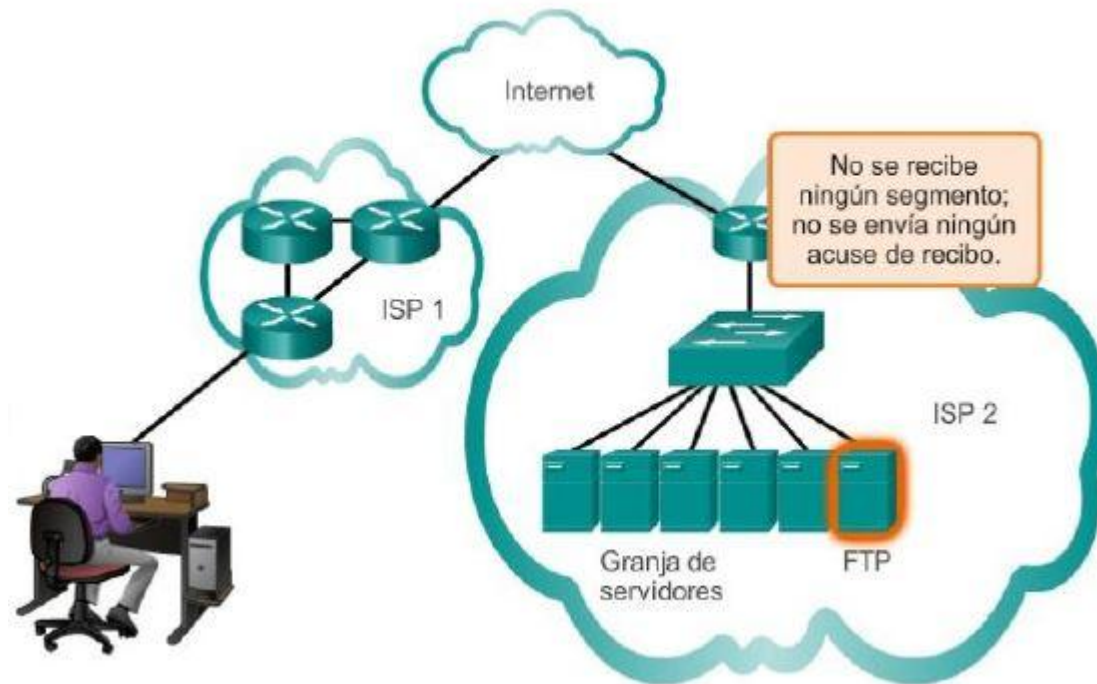 Internet
No se recibe
ningún segmento;
no se envía ningún
acuse de recibo.
ISP 1
ISP 2
Granja de
servidores
FTP